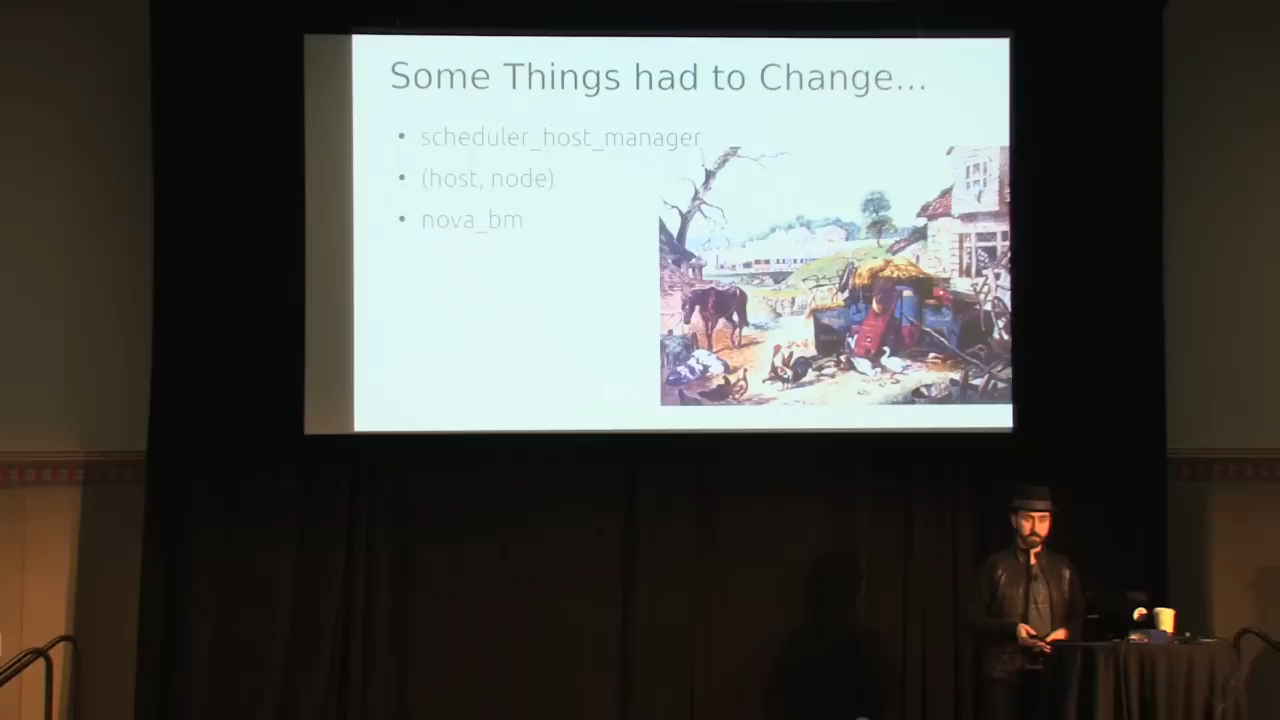 Some Things had to Change...
• scheduler_host_manager
• (host, node)
• nova_bm